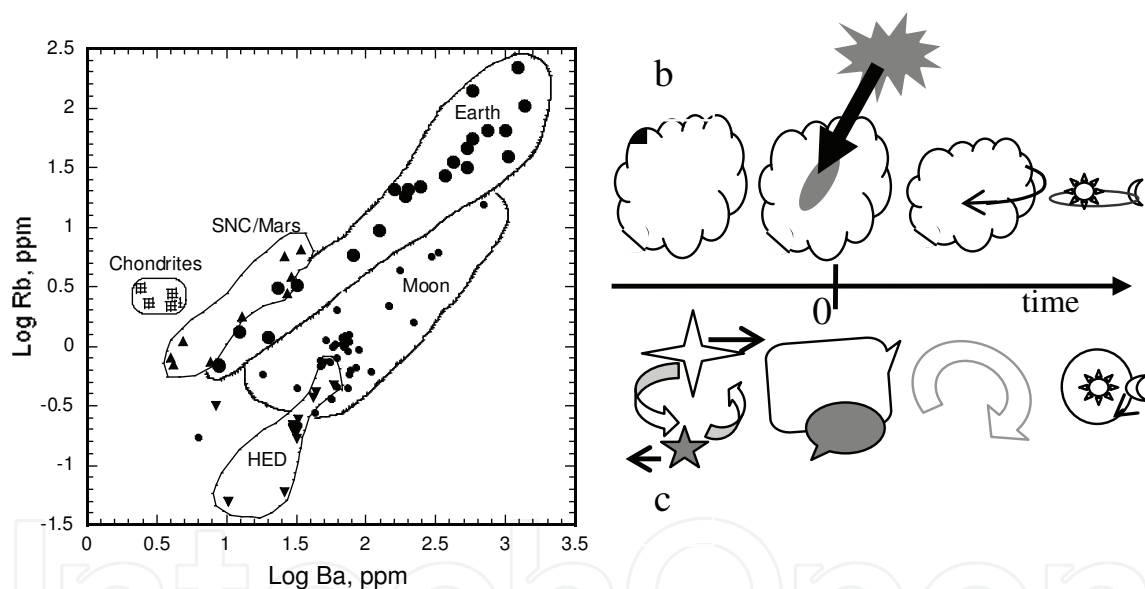 2.5
2
1.5
1
0.5
0
-0.5
-1
-1.5
Log Rb, ppm
0 0.5 1 1.5 2 2.5 3 3.5
Log Ba, ppm
Earth
SNC/Mars
Chondrites
Moon
HED
b
0
time
c
IntechOpen